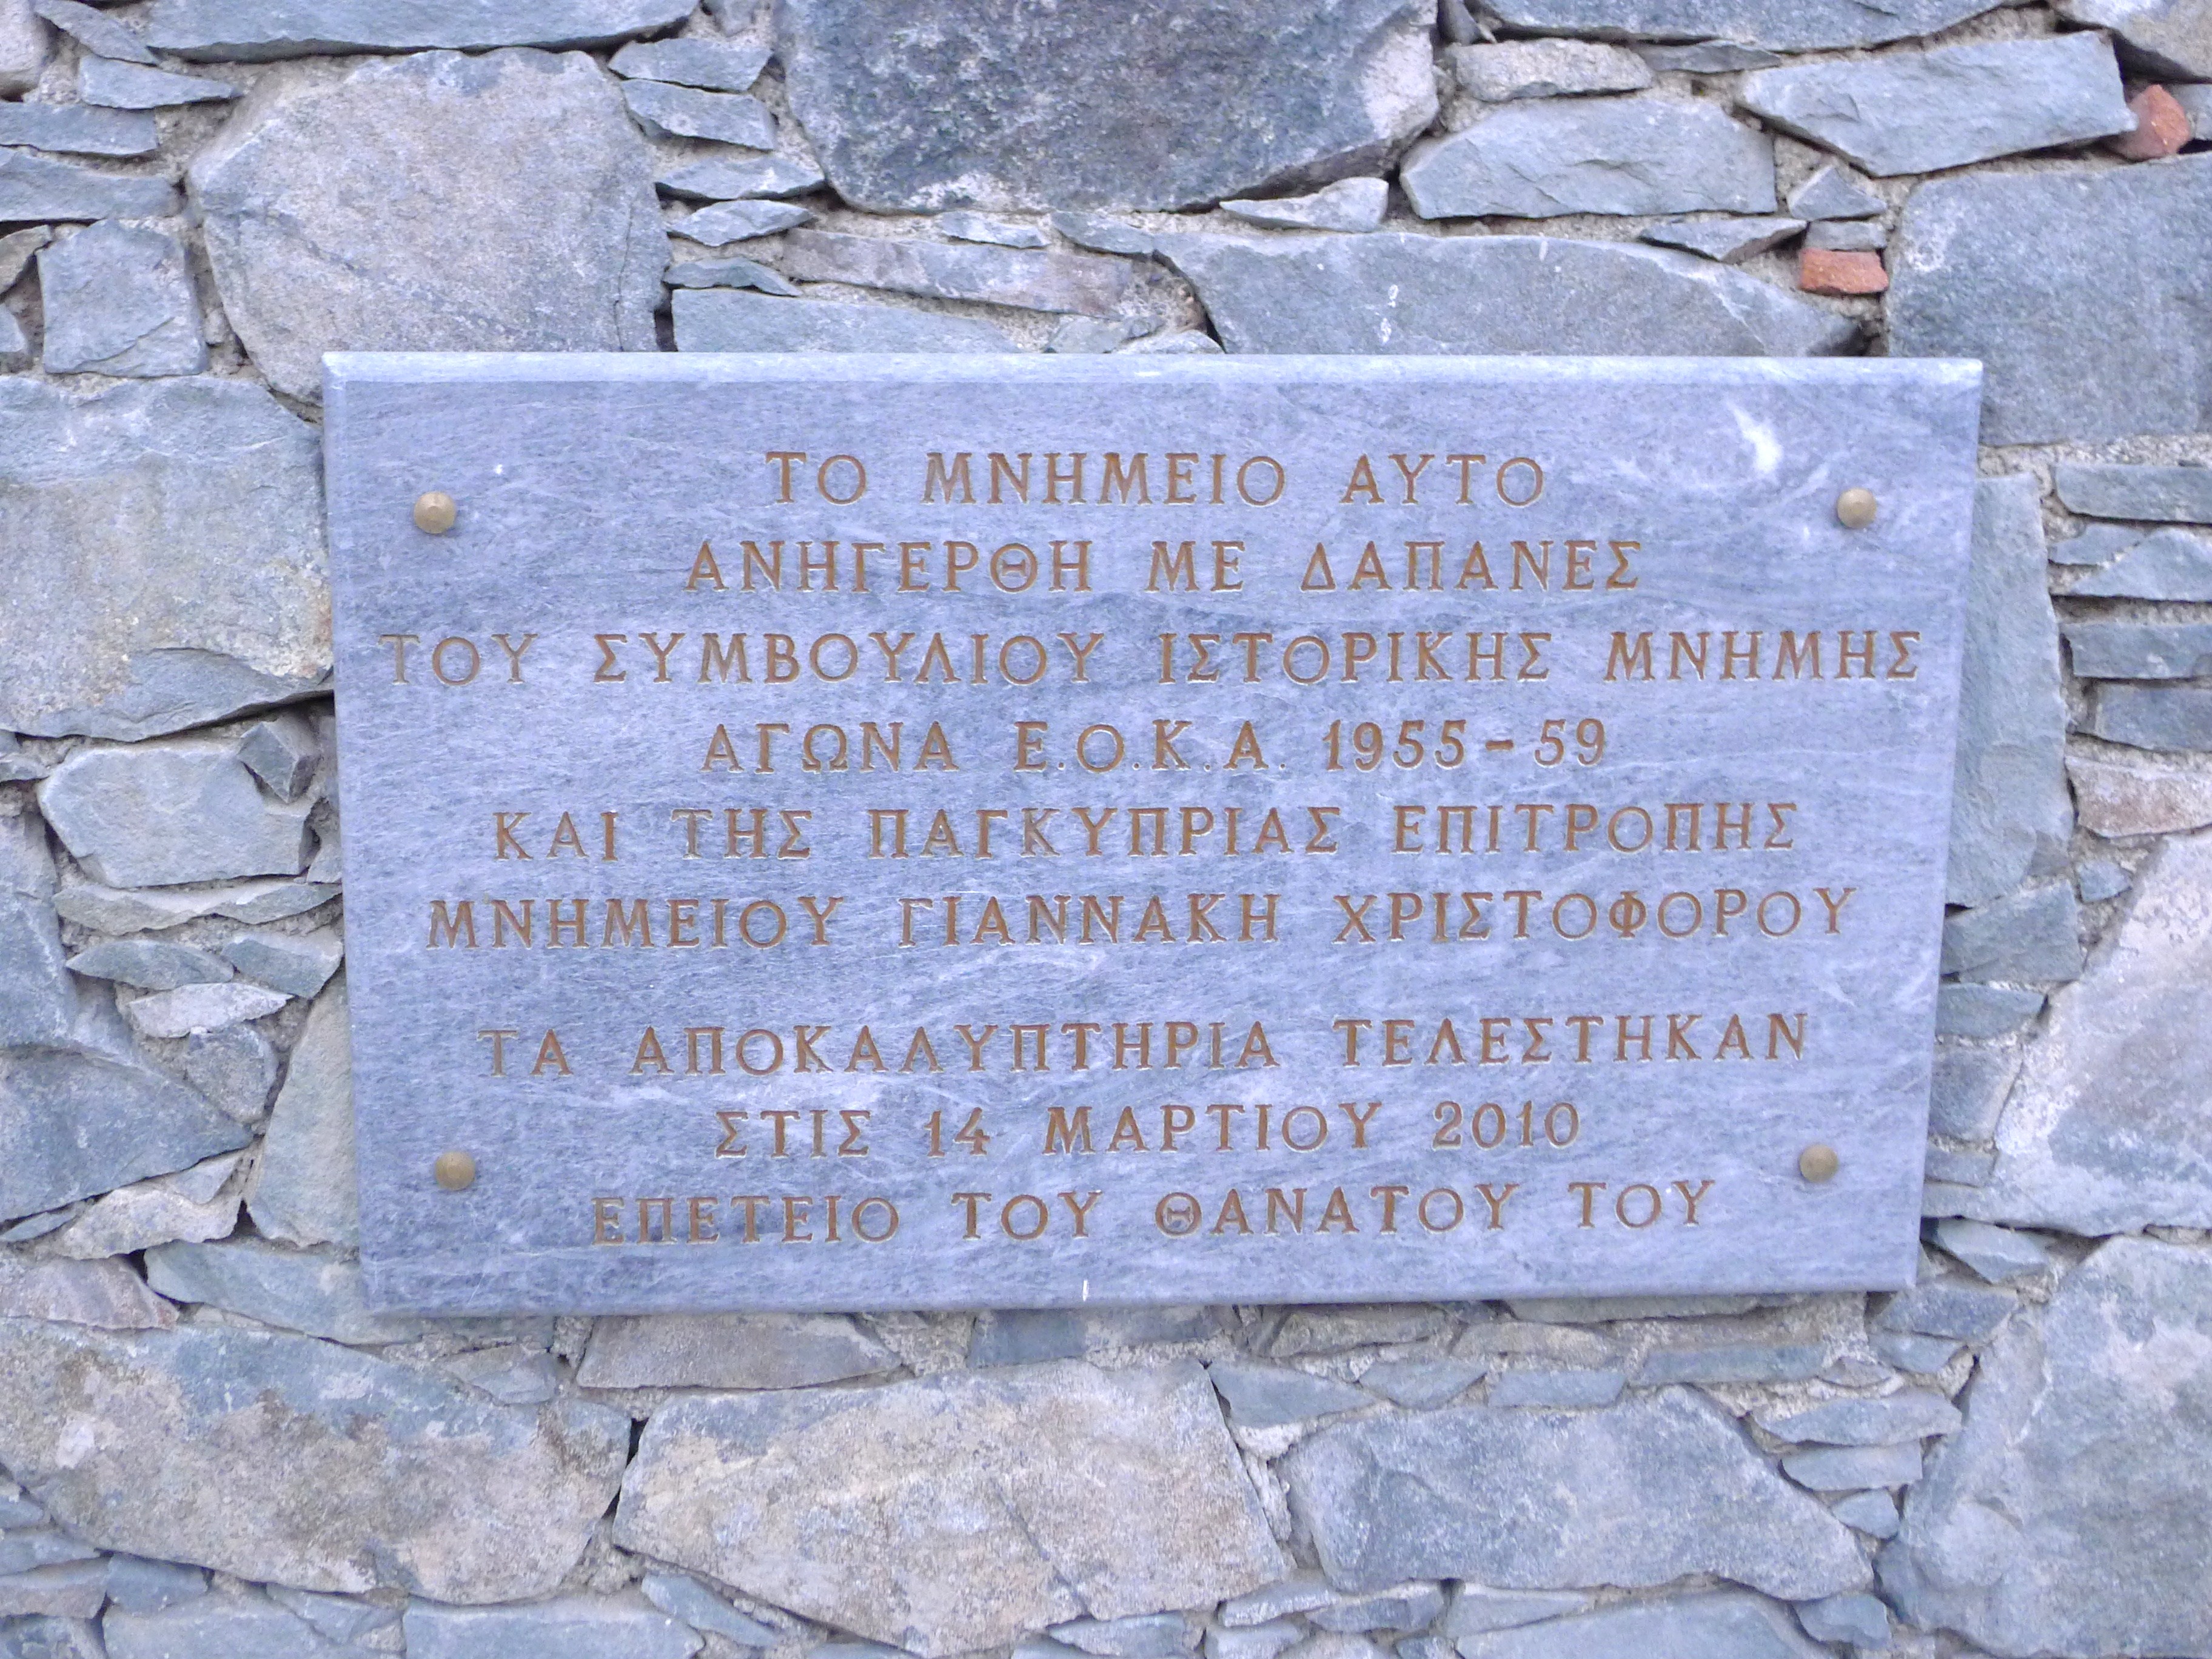 ΤΟ ΜΝΗΜΕΙΟ ΑΥΤΟ
ΑΝΗΓΕΡΘΗ ΜΕ ΔΑΠΑΝΕΣ
ΤΟΥ ΣΥΜΒΟΥΛΙΟΥ ΙΣΤΟΡΙΚΗΣ ΜΝΗΜΗΣ
ΑΓΩΝΑ Ε.Ο.Κ.Α. 1955-59
ΚΑΙ ΤΗΣ ΠΑΓΚΥΠΡΙΑΣ ΕΠΙΤΡΟΠΗΣ
ΜΝΗΜΕΙΟΥ ΓΙΑΝΝΑΚΗ ΧΡΙΣΤΟΦΟΡΟΥ
ΤΑ ΑΠΟΚΑΛΥΠΤΗΡΙΑ ΤΕΛΕΣΤΗΚΑΝ
ΣΤΙΣ 14 ΜΑΡΤΙΟΥ 2010
ΕΠΕΤΕΙΟ ΤΟΥ ΘΑΝΑΤΟΥ ΤΟΥ